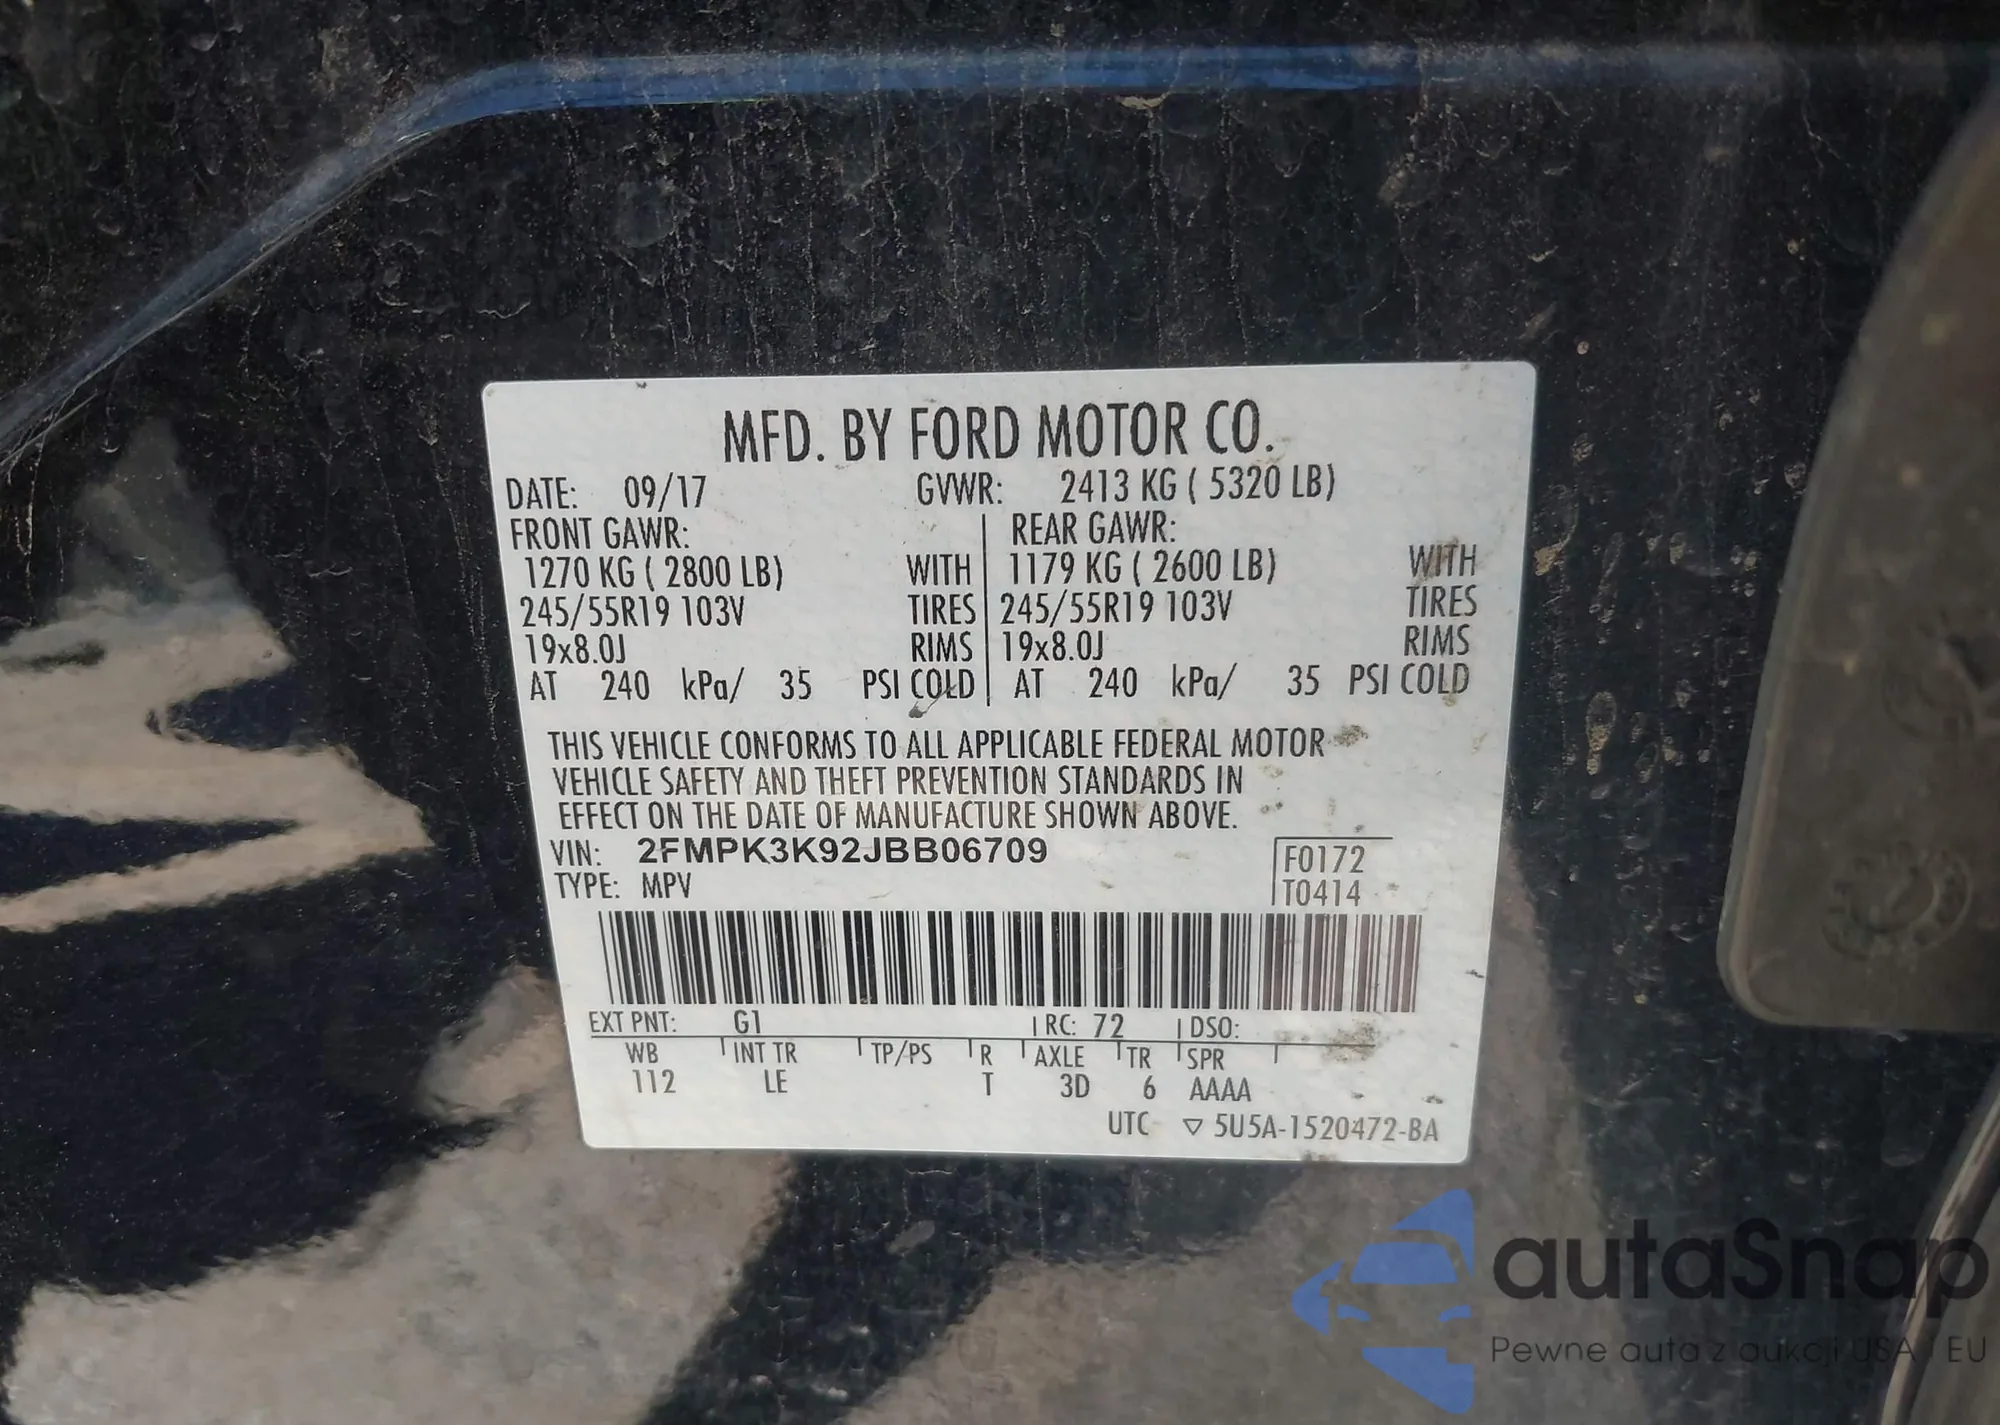 MFD. BY FORD MOTOR CO.
DATE: 09/17 GVWR: 2413 KG ( 5320 LB)
FRONT GAWR: REAR GAWR:
1270 KG ( 2800 LB) WITH 1179 KG ( 2600 LB) WITH
245/55R19 103V TIRES 245/55R19 103V TIRES
19x8.0J RIMS 19x8.0J RIMS
AT 240 kPa/ 35 PSI COLD AT 240 kPa/ 35 PSI COLD
THIS VEHICLE CONFORMS TO ALL APPLICABLE FEDERAL MOTOR
VEHICLE SAFETY AND THEFT PREVENTION STANDARDS IN
EFFECT ON THE DATE OF MANUFACTURE SHOWN ABOVE.
VIN: 2FMPK3K92JBB06709
F0172
TYPE: MPV
T0414
EXT PNT: G1 RC: 72 DSO:
WB INT TR TP/PS R AXLE TR SPR
112 LE T 3D 6 AAAA
UTC ▽ 5U5A-1520472-BA
autaSnap
Pewne auta z aukcji USA i EU